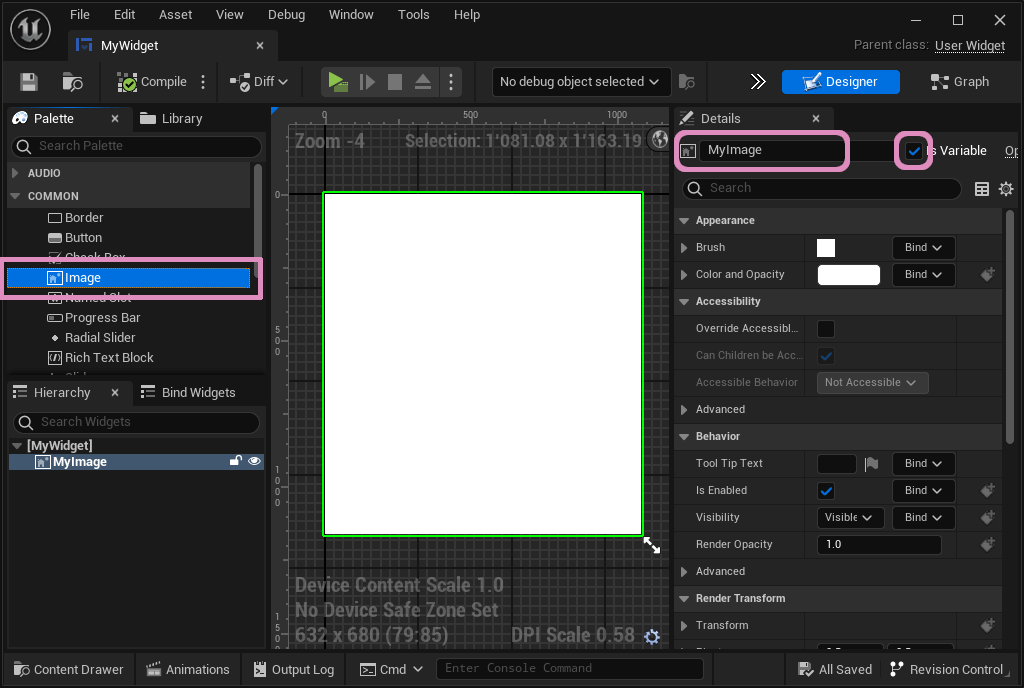 File Edit Asset View Debug Window Tools Help
MyWidget
Parent class: User Widget
Compile Diff No debug object selected Designer Graph
Palette Library
Search Palette
AUDIO
COMMON
Border
Button
Check Box
Image
Named Slot
Progress Bar
Radial Slider
Rich Text Block
Hierarchy Bind Widgets
Search Widgets
[MyWidget]
MyImage
0 500 1000
Zoom -4 Selection: 1'081.08 x 1'163.19
0
500
1000
150
Device Content Scale 1.0
No Device Safe Zone Set
632 x 680 (79:85) DPI Scale 0.58
Details
MyImage Is Variable Op
Search
Appearance
Brush Bind
Color and Opacity Bind
Accessibility
Override Accessibl...
Can Children be Acc...
Accessible Behavior Not Accessible
Advanced
Behavior
Tool Tip Text Bind
Is Enabled Bind
Visibility Visible Bind
Render Opacity 1.0
Advanced
Render Transform
Transform
Content Drawer Animations Output Log Cmd Enter Console Command All Saved Revision Control